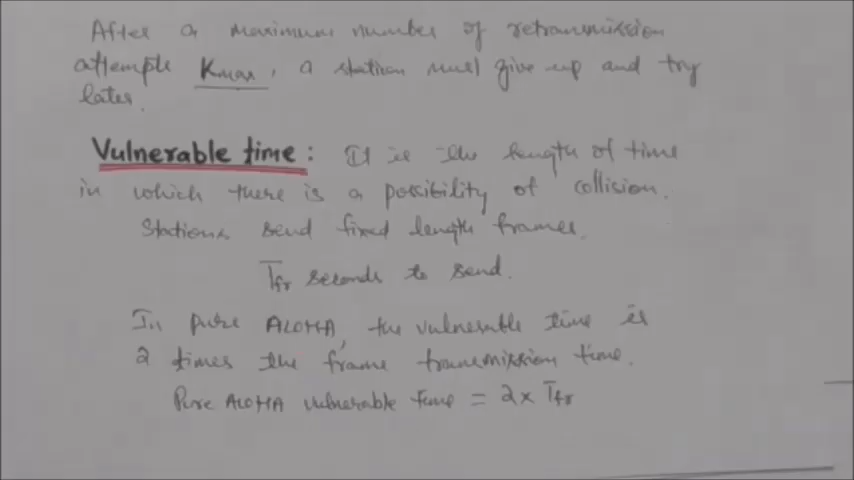 After a maximum number of retransmission
attempts Kmax, a station must give up and try
later.
Vulnerable time: It is the length of time
in which there is a possibility of collision.
Stations send fixed length frames.
Tfr seconds to send.
In pure ALOHA, the vulnerable time is
2 times the frame transmission time.
Pure ALOHA vulnerable time = 2 x Tfr